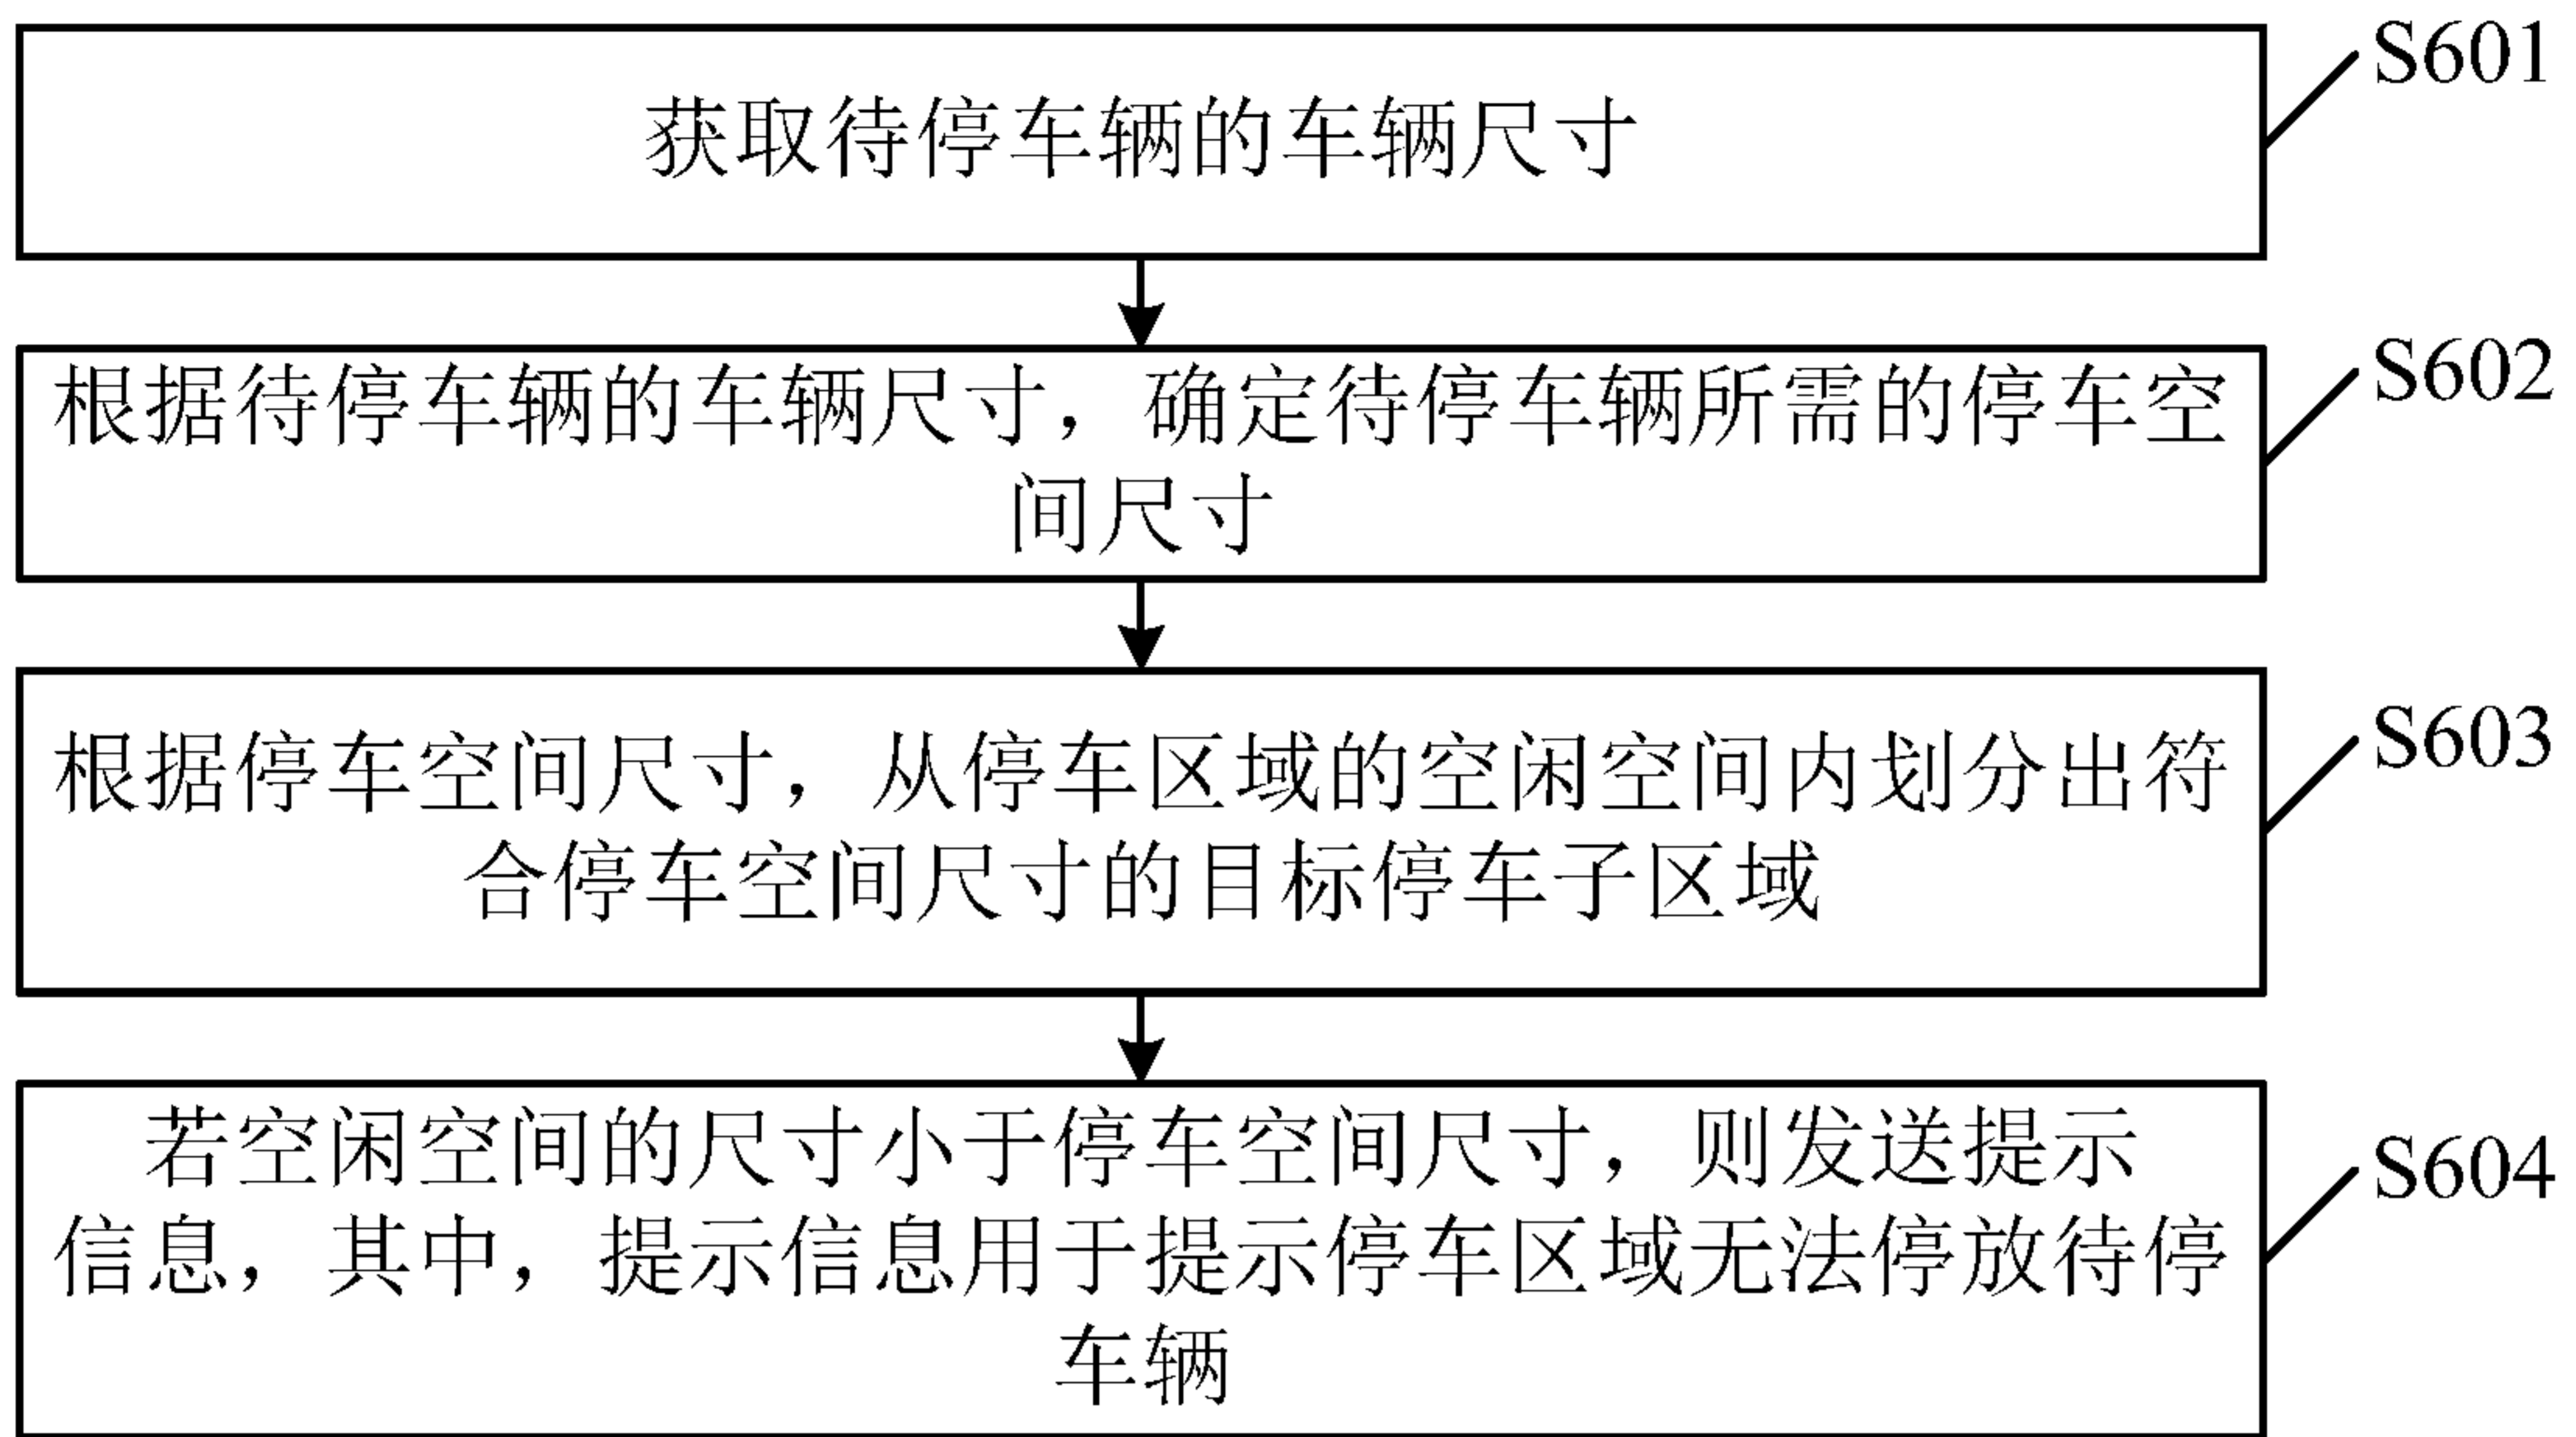 获取待停车辆的车辆尺寸
S601
根据待停车辆的车辆尺寸，确定待停车辆所需的停车空
间尺寸
S602
根据停车空间尺寸，从停车区域的空闲空间内划分出符
合停车空间尺寸的目标停车子区域
S603
若空闲空间的尺寸小于停车空间尺寸，则发送提示
信息，其中，提示信息用于提示停车区域无法停放待停
车辆
S604